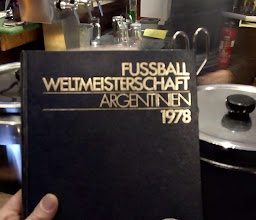 FUSSBALL
WELTMEISTERSCHAFT
ARGENTINIEN
1978